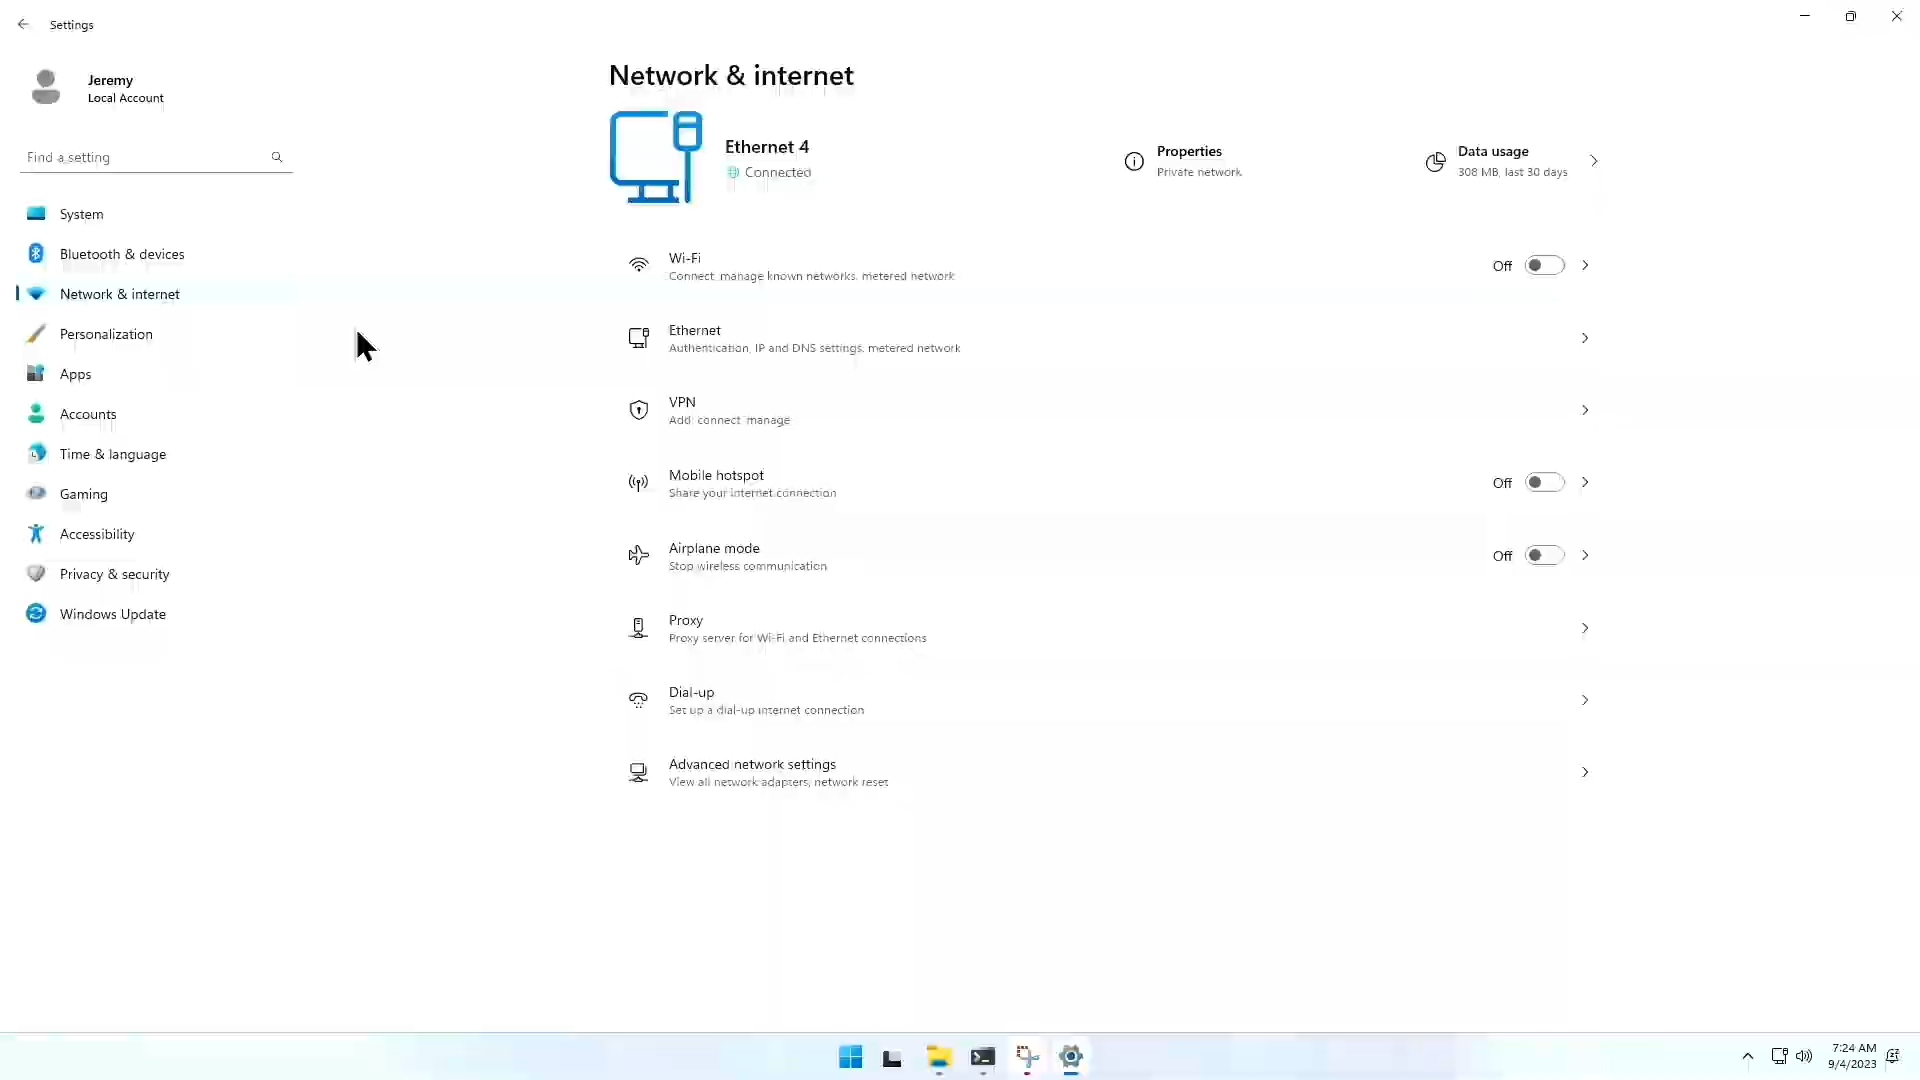 Settings
Jeremy
Local Account
Find a setting
System
Bluetooth & devices
Network & internet
Personalization
Apps
Accounts
Time & language
Gaming
Accessibility
Privacy & security
Windows Update
Network & internet
Ethernet 4
Connected
Properties
Private network
Data usage
308 MB, last 30 days
Wi-Fi
Connect, manage known networks, metered network
Off
Ethernet
Authentication, IP and DNS settings, metered network
VPN
Add, connect, manage
Mobile hotspot
Share your internet connection
Off
Airplane mode
Stop wireless communication
Off
Proxy
Proxy server for Wi-Fi and Ethernet connections
Dial-up
Set up a dial-up internet connection
Advanced network settings
View all network adapters, network reset
7:24 AM
9/4/2023